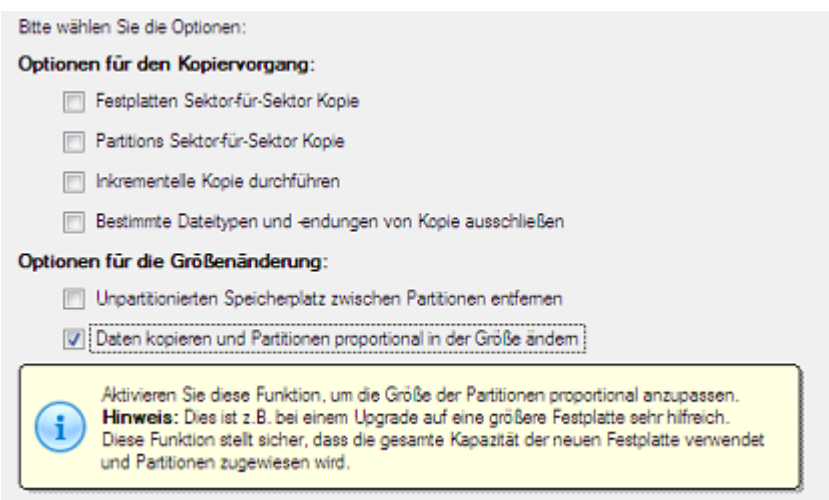 Bitte wählen Sie die Optionen:
Optionen für den Kopiervorgang:
Festplatten Sektor-für-Sektor Kopie
Partitions Sektor-für-Sektor Kopie
Inkrementelle Kopie durchführen
Bestimmte Dateitypen und -endungen von Kopie ausschließen
Optionen für die Größenänderung:
Unpartitionierten Speicherplatz zwischen Partitionen entfernen
Daten kopieren und Partitionen proportional in der Größe ändern
Aktivieren Sie diese Funktion, um die Größe der Partitionen proportional anzupassen.
Hinweis: Dies ist z.B. bei einem Upgrade auf eine größere Festplatte sehr hilfreich.
Diese Funktion stellt sicher, dass die gesamte Kapazität der neuen Festplatte verwendet
und Partitionen zugewiesen wird.